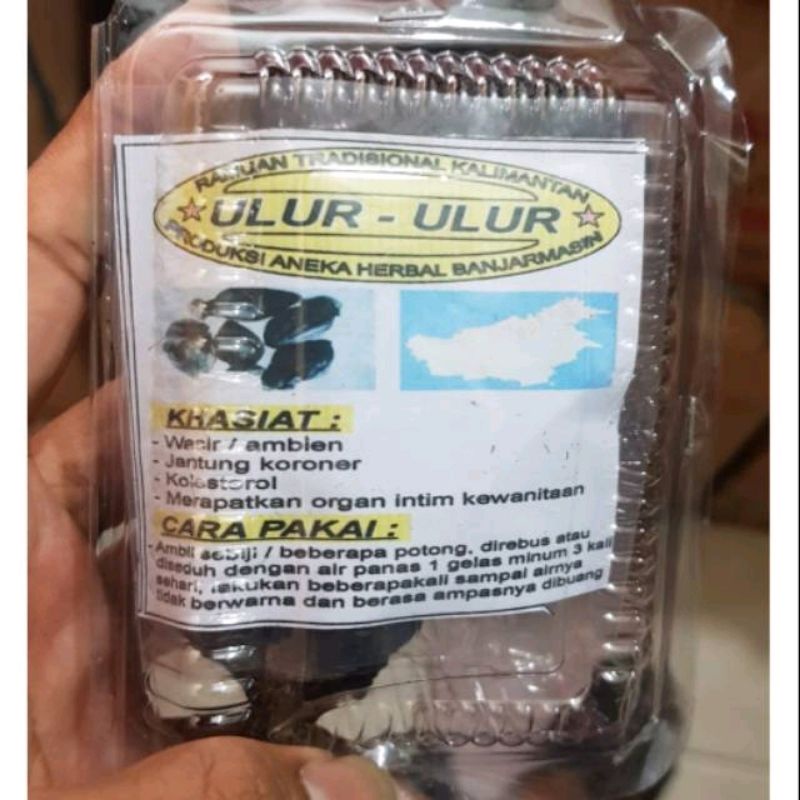 RAMUAN TRADISIONAL KALIMANTAN
ULUR - ULUR
PRODUKSI ANEKA HERBAL BANJARMASIN
KHASIAT :
- Wasir / ambien
- Jantung koroner
- Kolestorol
- Merapatkan organ intim kewanitaan
CARA PAKAI :
- Ambil sebiji / beberapa potong, direbus atau
diseduh dengan air panas 1 gelas minum 3 kali
sehari, lakukan beberapakali sampai airnya
tidak berwarna dan berasa ampasnya dibuang